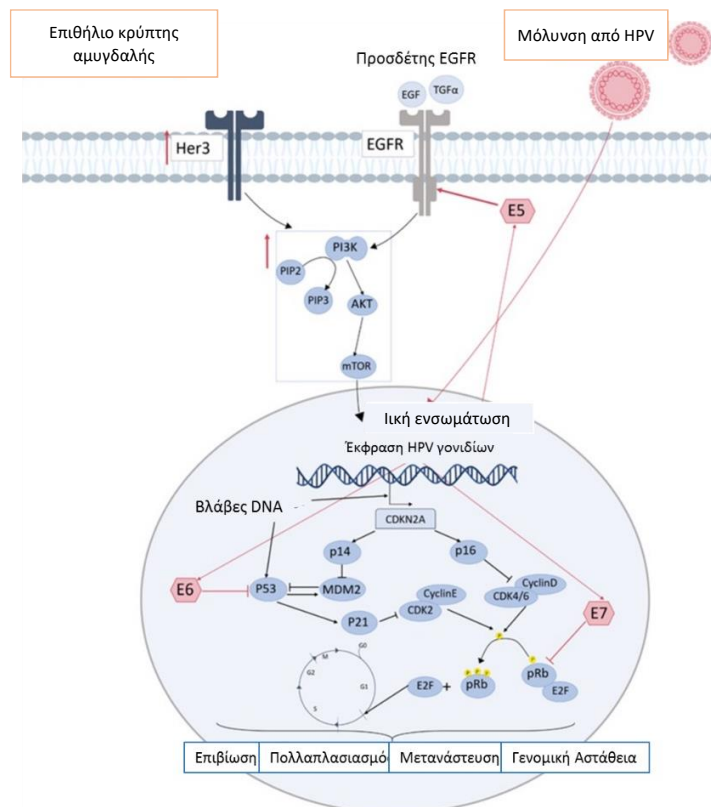 Επιθήλιο κρύπτης
αμυγδαλής
Μόλυνση από HPV
Προσδέτης EGFR
EGF
TGFα
Her3
EGFR
E5
PI3K
PIP2
PIP3
AKT
mTOR
Ιική ενσωμάτωση
Έκφραση HPV γονιδίων
Βλάβες DNA
CDKN2A
p14
p16
E6
P53
MDM2
CyclinD
CDK4/6
CyclinE
CDK2
E7
P21
P
P
G0
M
G2
G1
S
E2F
+
P P P
pRb
pRb
E2F
Επιβίωση
Πολλαπλασιασμό
Μετανάστευση
Γενομική Αστάθεια